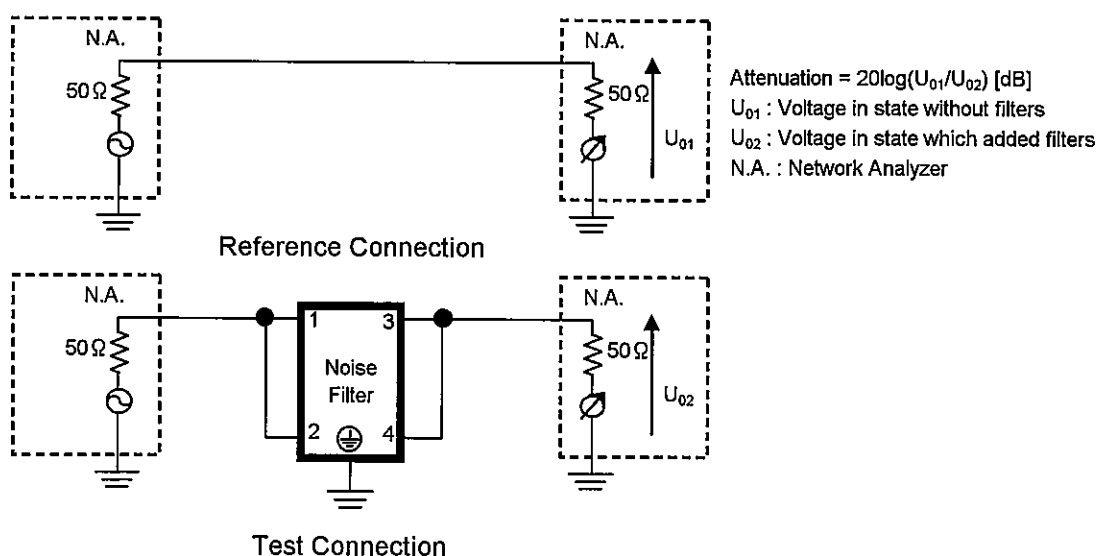 N.A.
50Ω
N.A.
50Ω
U01
Attenuation = 20log(U01/U02) [dB]
U01 : Voltage in state without filters
U02 : Voltage in state which added filters
N.A. : Network Analyzer
Reference Connection
N.A.
50Ω
1 3
Noise
Filter
2 4
N.A.
50Ω
U02
Test Connection